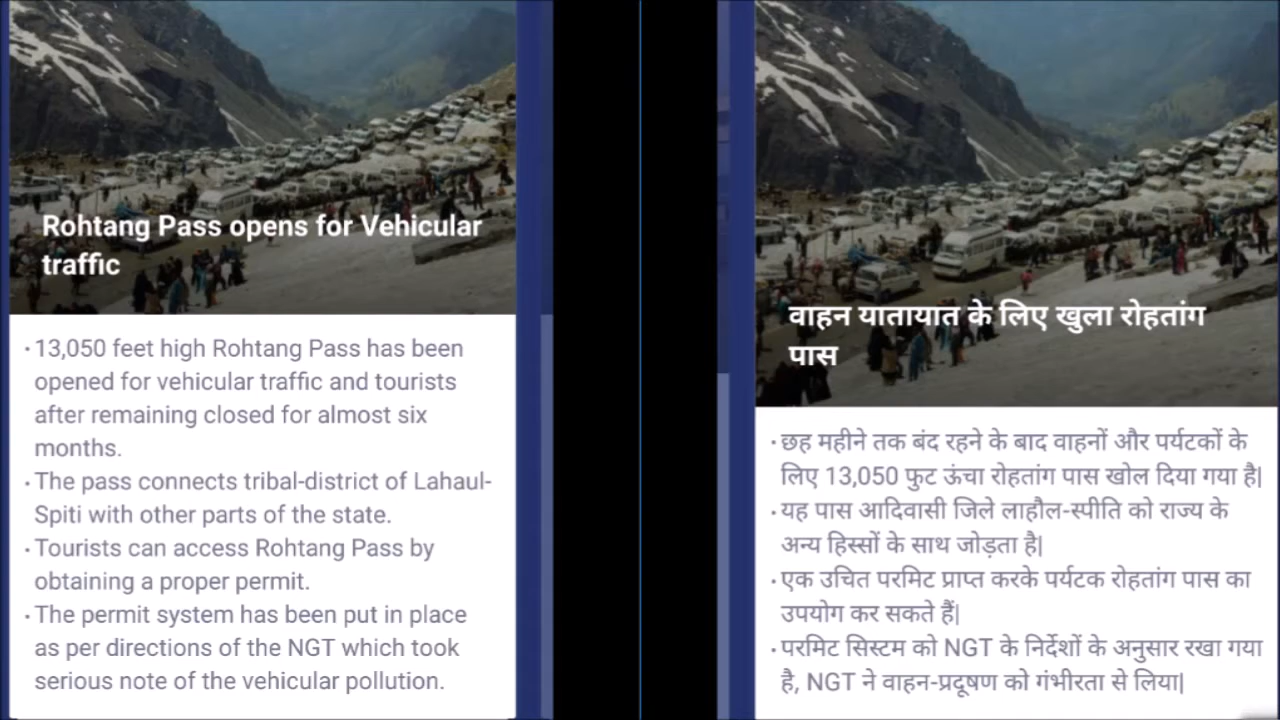 Rohtang Pass opens for Vehicular
traffic
· 13,050 feet high Rohtang Pass has been
opened for vehicular traffic and tourists
after remaining closed for almost six
months.
· The pass connects tribal-district of Lahaul-
Spiti with other parts of the state.
· Tourists can access Rohtang Pass by
obtaining a proper permit.
· The permit system has been put in place
as per directions of the NGT which took
serious note of the vehicular pollution.
वाहन यातायात के लिए खुला रोहतांग
पास
· छह महीने तक बंद रहने के बाद वाहनों और पर्यटकों के
लिए 13,050 फुट ऊंचा रोहतांग पास खोल दिया गया है|
· यह पास आदिवासी जिले लाहौल-स्पीति को राज्य के
अन्य हिस्सों के साथ जोड़ता है|
· एक उचित परमिट प्राप्त करके पर्यटक रोहतांग पास का
उपयोग कर सकते हैं|
· परमिट सिस्टम को NGT के निर्देशों के अनुसार रखा गया
है, NGT ने वाहन-प्रदूषण को गंभीरता से लिया|